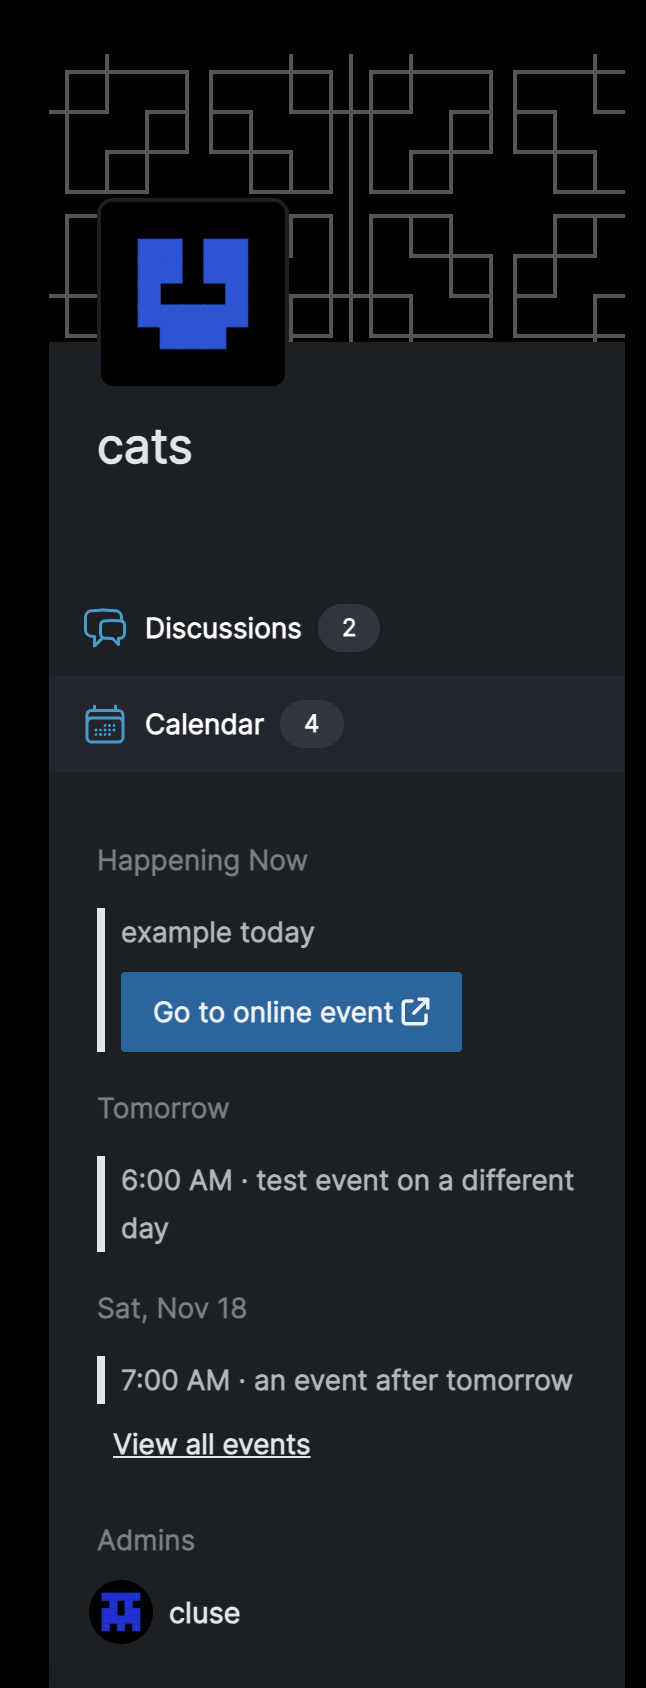 cats
Discussions 2
Calendar 4
Happening Now
example today
Go to online event
Tomorrow
6:00 AM · test event on a different
day
Sat, Nov 18
7:00 AM · an event after tomorrow
View all events
Admins
cluse